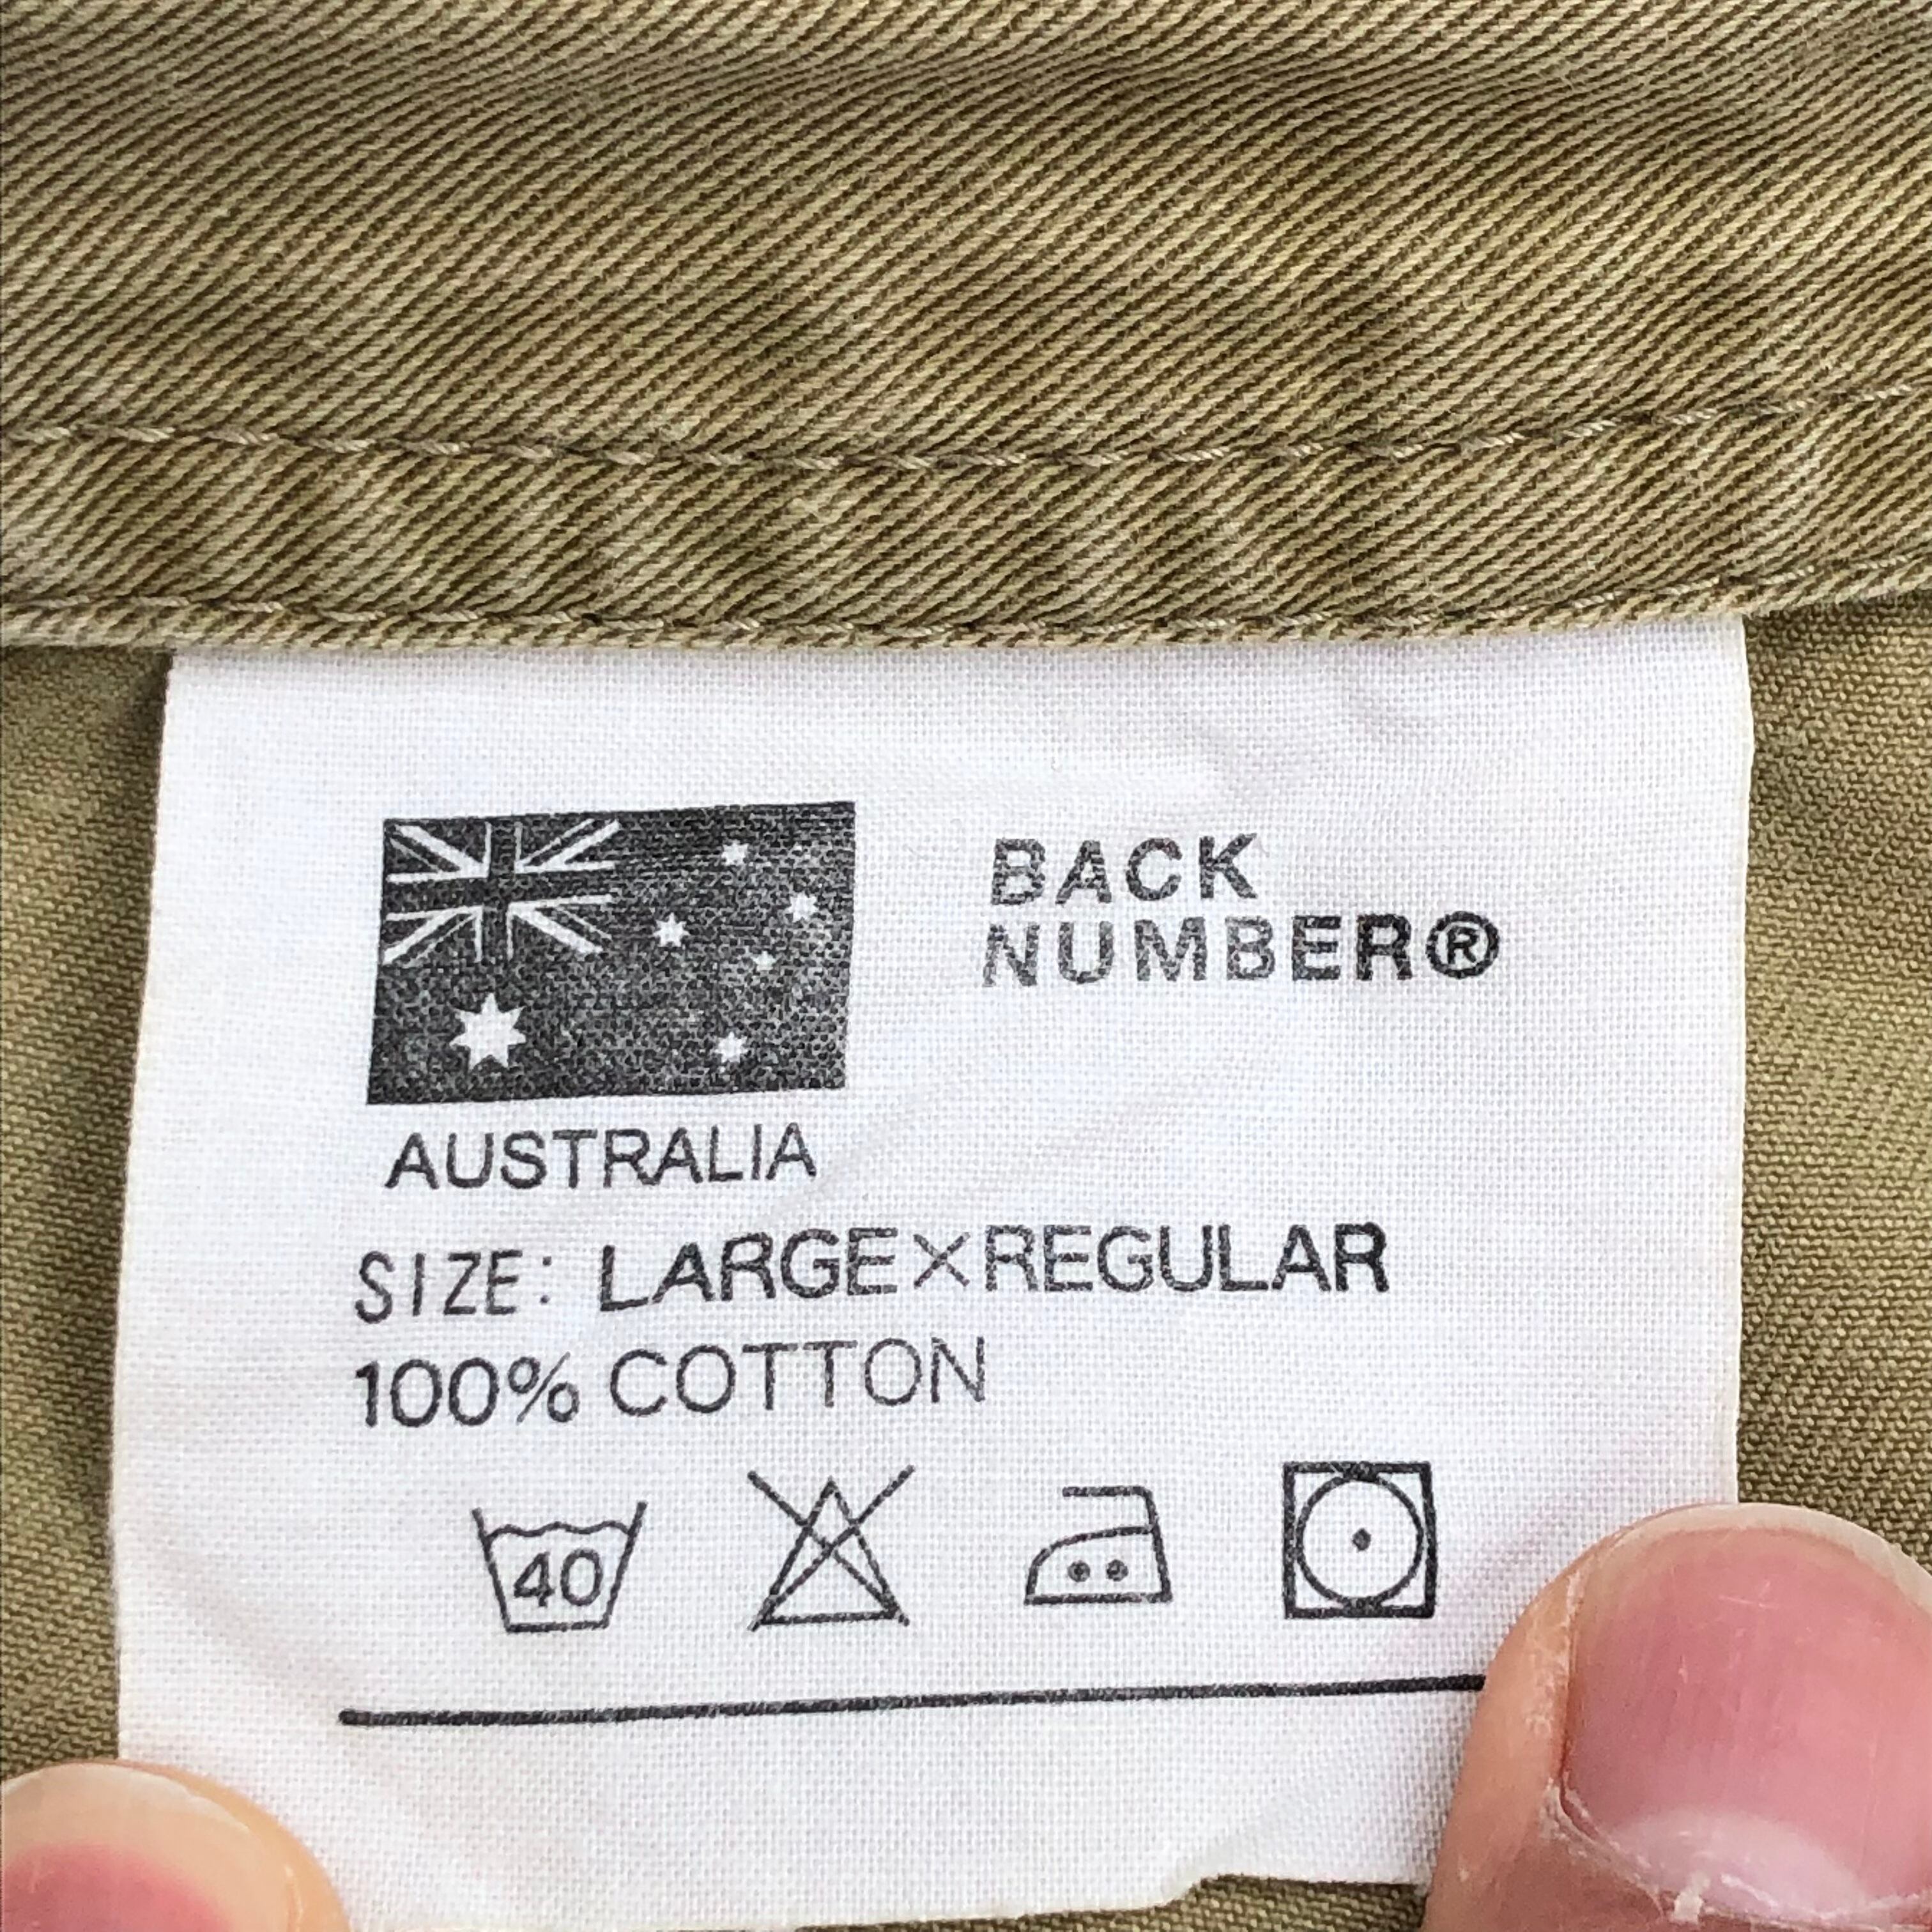 BACK
NUMBER®
AUSTRALIA
SIZE: LARGE×REGULAR
100% COTTON
40